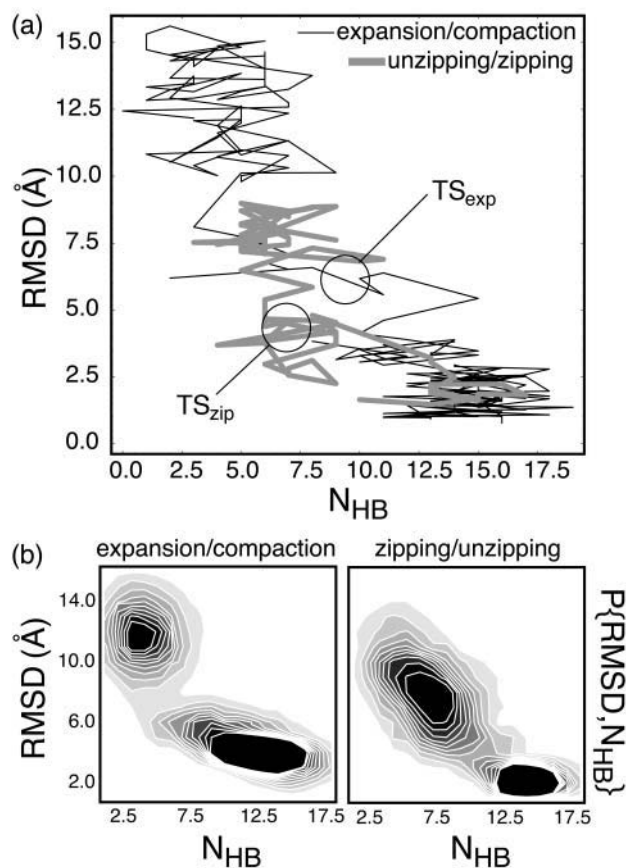 (a)
expansion/compaction
unzipping/zipping
TSexp
TSzip
RMSD (Å)
15.0
12.5
10.0
7.5
5.0
2.5
0.0
0.0 2.5 5.0 7.5 10.0 12.5 15.0 17.5
NHB
(b)
expansion/compaction zipping/unzipping
RMSD (Å)
14.0
10.0
6.0
2.0
P{RMSD,NHB}
2.5 7.5 12.5 17.5 2.5 7.5 12.5 17.5
NHB NHB